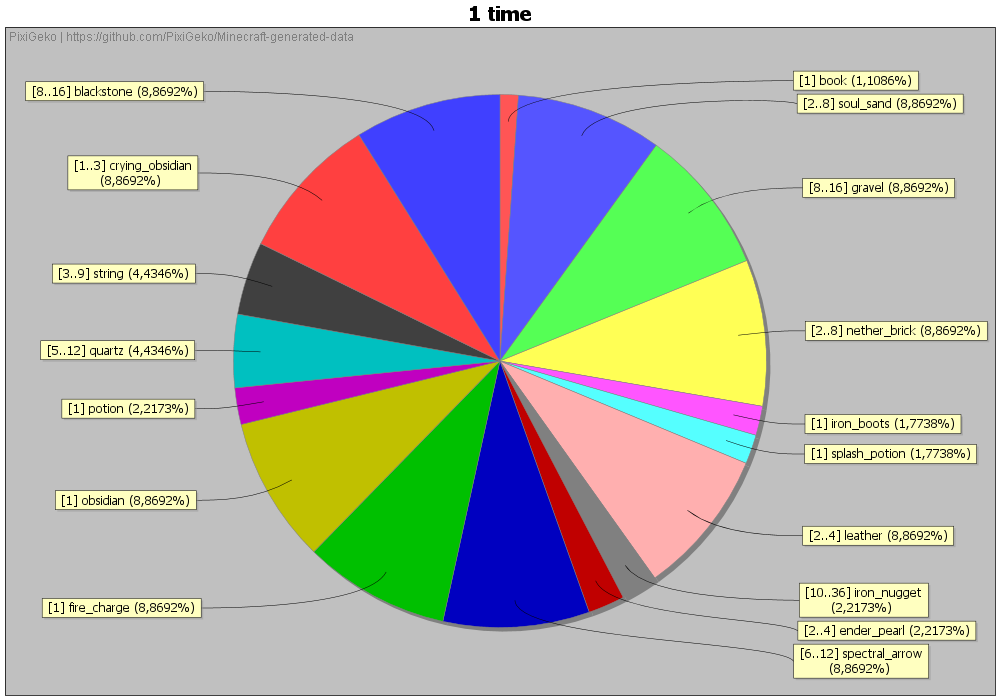 1 time
PixiGeko | https://github.com/PixiGeko/Minecraft-generated-data
[1] book (1,1086%)
[2..8] soul_sand (8,8692%)
[8..16] gravel (8,8692%)
[2..8] nether_brick (8,8692%)
[1] iron_boots (1,7738%)
[1] splash_potion (1,7738%)
[2..4] leather (8,8692%)
[10..36] iron_nugget
(2,2173%)
[2..4] ender_pearl (2,2173%)
[6..12] spectral_arrow
(8,8692%)
[1] fire_charge (8,8692%)
[1] obsidian (8,8692%)
[1] potion (2,2173%)
[5..12] quartz (4,4346%)
[3..9] string (4,4346%)
[1..3] crying_obsidian
(8,8692%)
[8..16] blackstone (8,8692%)